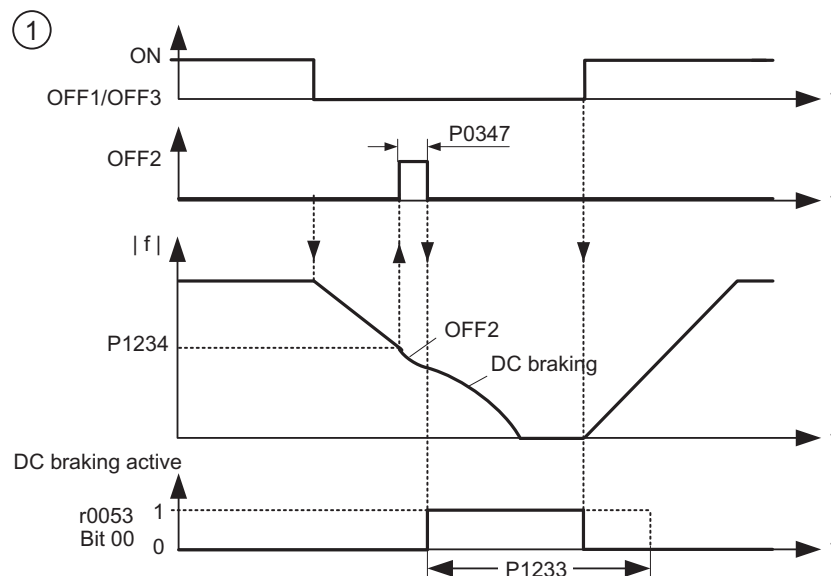 1
ON
OFF1/OFF3
P0347
OFF2
| f |
P1234
OFF2
DC braking
DC braking active
r0053
Bit 00
1
0
P1233